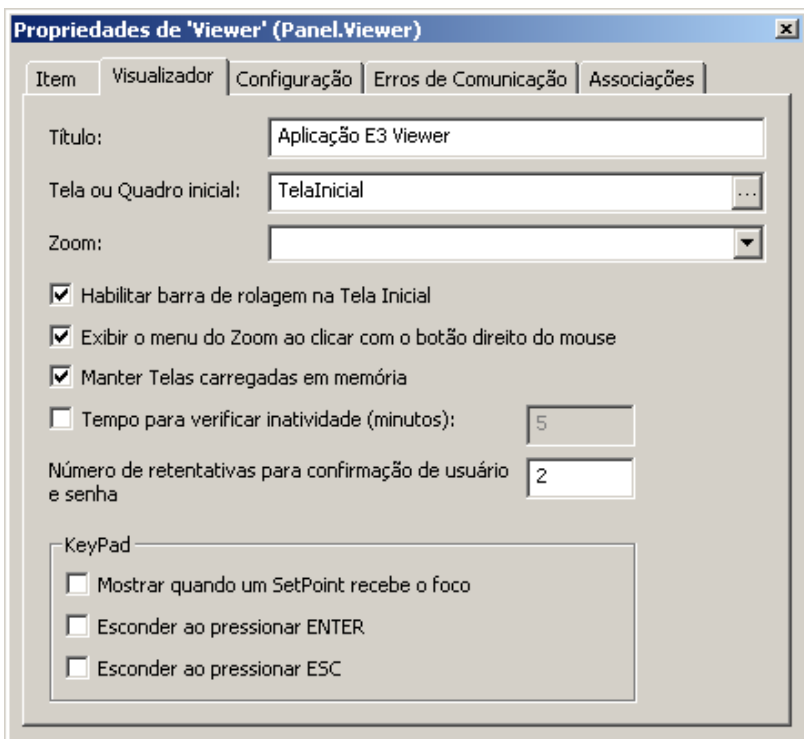 Propriedades de 'Viewer' (Panel.Viewer)
Item Visualizador Configuração Erros de Comunicação Associações
Título: Aplicação E3 Viewer
Tela ou Quadro inicial: TelaInicial ...
Zoom:
Habilitar barra de rolagem na Tela Inicial
Exibir o menu do Zoom ao clicar com o botão direito do mouse
Manter Telas carregadas em memória
Tempo para verificar inatividade (minutos): 5
Número de retentativas para confirmação de usuário
e senha 2
KeyPad
Mostrar quando um SetPoint recebe o foco
Esconder ao pressionar ENTER
Esconder ao pressionar ESC